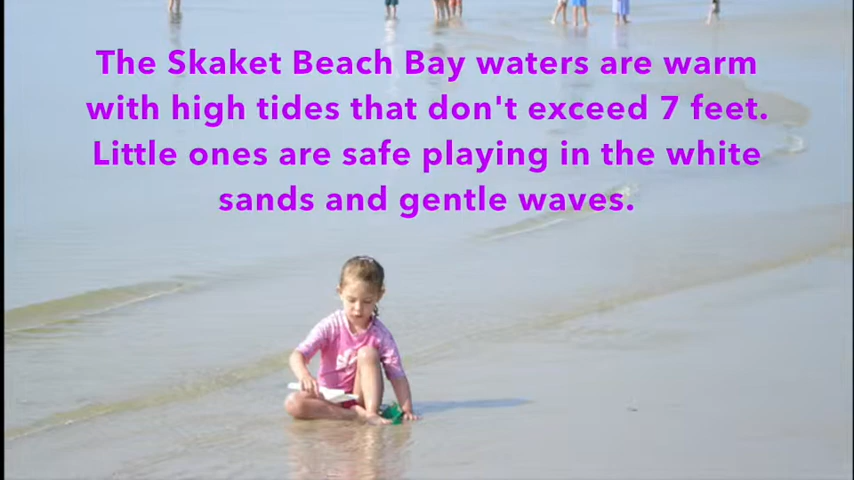 The Skaket Beach Bay waters are warm
with high tides that don't exceed 7 feet.
Little ones are safe playing in the white
sands and gentle waves.